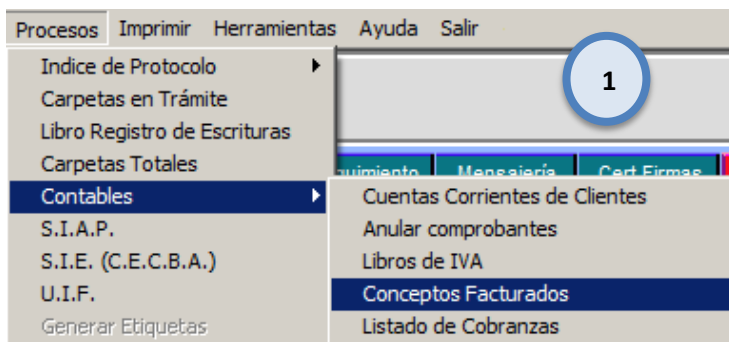 Procesos Imprimir Herramientas Ayuda Salir
1
Indice de Protocolo
Carpetas en Trámite
Libro Registro de Escrituras
Carpetas Totales
Mensajería Cert Firmas
Contables
Cuentas Corrientes de Clientes
S.I.A.P.
Anular comprobantes
S.I.E. (C.E.C.B.A.)
Libros de IVA
U.I.F.
Conceptos Facturados
Generar Etiquetas
Listado de Cobranzas